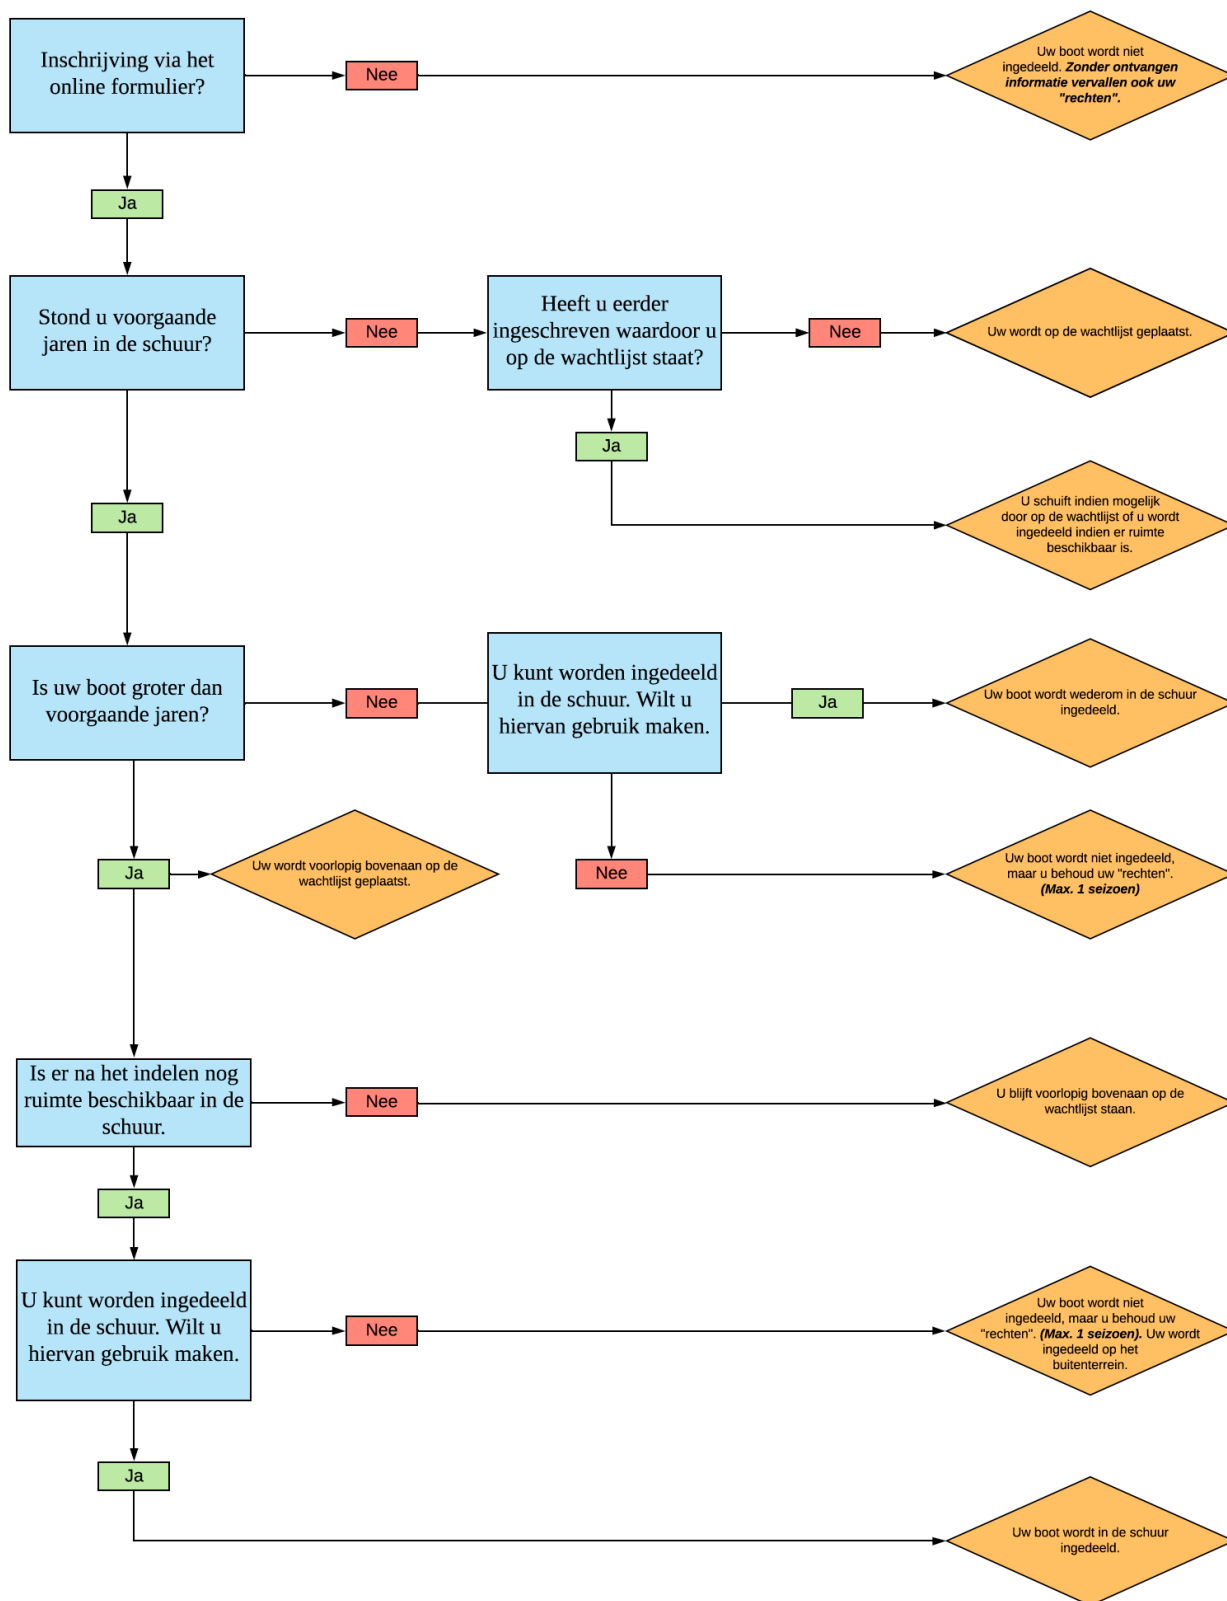 Inschrijving via het
online formulier?
Nee
Uw boot wordt niet
ingedeeld. Zonder ontvangen
informatie vervallen ook uw
"rechten".
Ja
Stond u voorgaande
jaren in de schuur?
Nee
Heeft u eerder
ingeschreven waardoor u
op de wachtlijst staat?
Nee
Uw wordt op de wachtlijst geplaatst.
Ja
U schuift indien mogelijk
door op de wachtlijst of u wordt
ingedeeld indien er ruimte
beschikbaar is.
Ja
Is uw boot groter dan
voorgaande jaren?
Nee
U kunt worden ingedeeld
in de schuur. Wilt u
hiervan gebruik maken.
Ja
Uw boot wordt wederom in de schuur
ingedeeld.
Ja
Uw wordt voorlopig bovenaan op de
wachtlijst geplaatst.
Nee
Uw boot wordt niet ingedeeld,
maar u behoud uw "rechten".
(Max. 1 seizoen)
Is er na het indelen nog
ruimte beschikbaar in de
schuur.
Nee
U blijft voorlopig bovenaan op de
wachtlijst staan.
Ja
U kunt worden ingedeeld
in de schuur. Wilt u
hiervan gebruik maken.
Nee
Uw boot wordt niet
ingedeeld, maar u behoud uw
"rechten". (Max. 1 seizoen). Uw wordt
ingedeeld op het
buitenterrein.
Ja
Uw boot wordt in de schuur
ingedeeld.